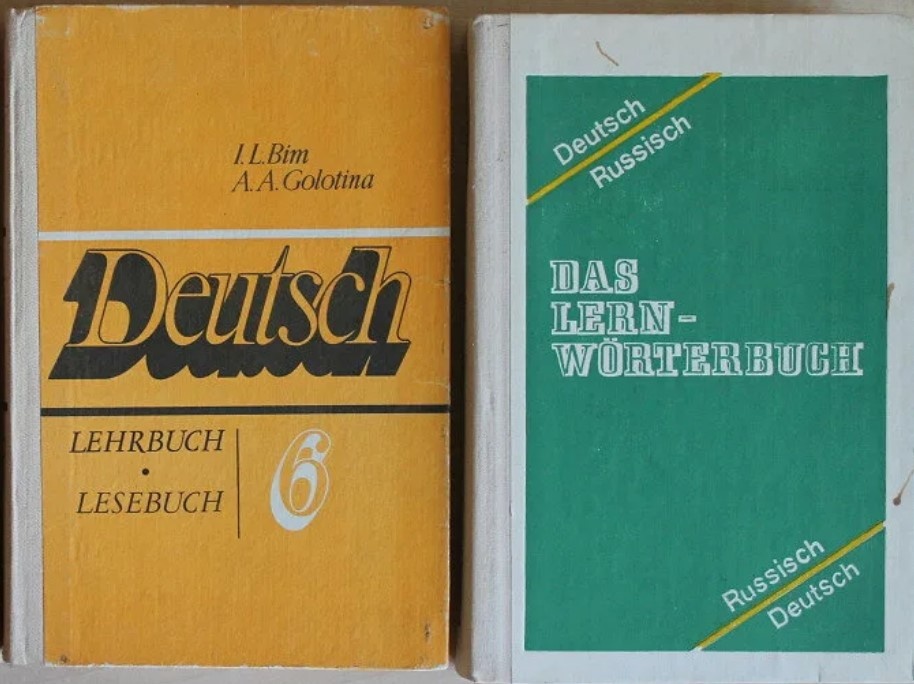 I. L. Bim
A. A. Golotina
Deutsch
LEHRBUCH
•
LESEBUCH
6
Deutsch
Russisch
DAS
LERN-
WÖRTERBUCH
Russisch
Deutsch